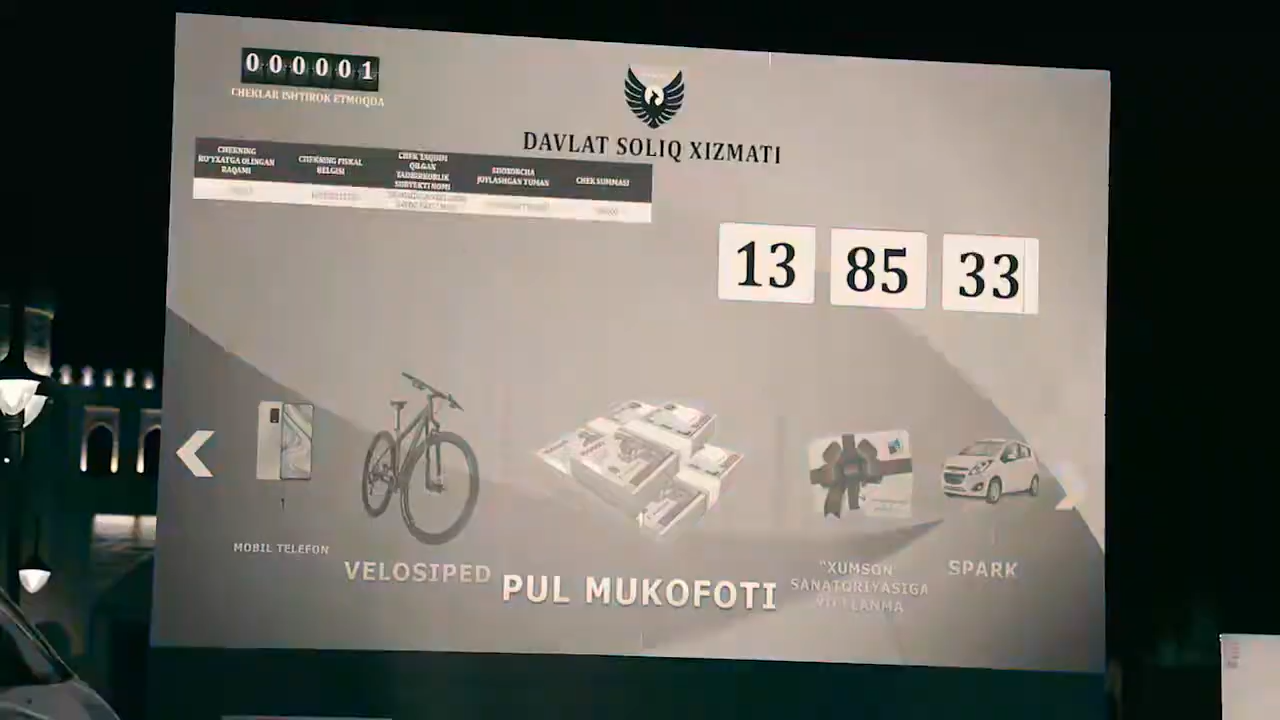 000001
CHEKLAR ISHTIROK ETMOQDA
DAVLAT SOLIQ XIZMATI
CHEKNING
RO'YXATGA OLINGAN
RAQAMI
CHEKNING FISKAL
BELGISI
CHEK TAQDIM
QILGAN
TADBIRKORLIK
SUBYEKTI NOMI
JOYLASHGAN TUMAN
CHEK SUMMASI
13 85 33
MOBIL TELEFON
VELOSIPED
PUL MUKOFOTI
"XUMSON"
SANATORIYASIGA
YO'LLANMA
SPARK